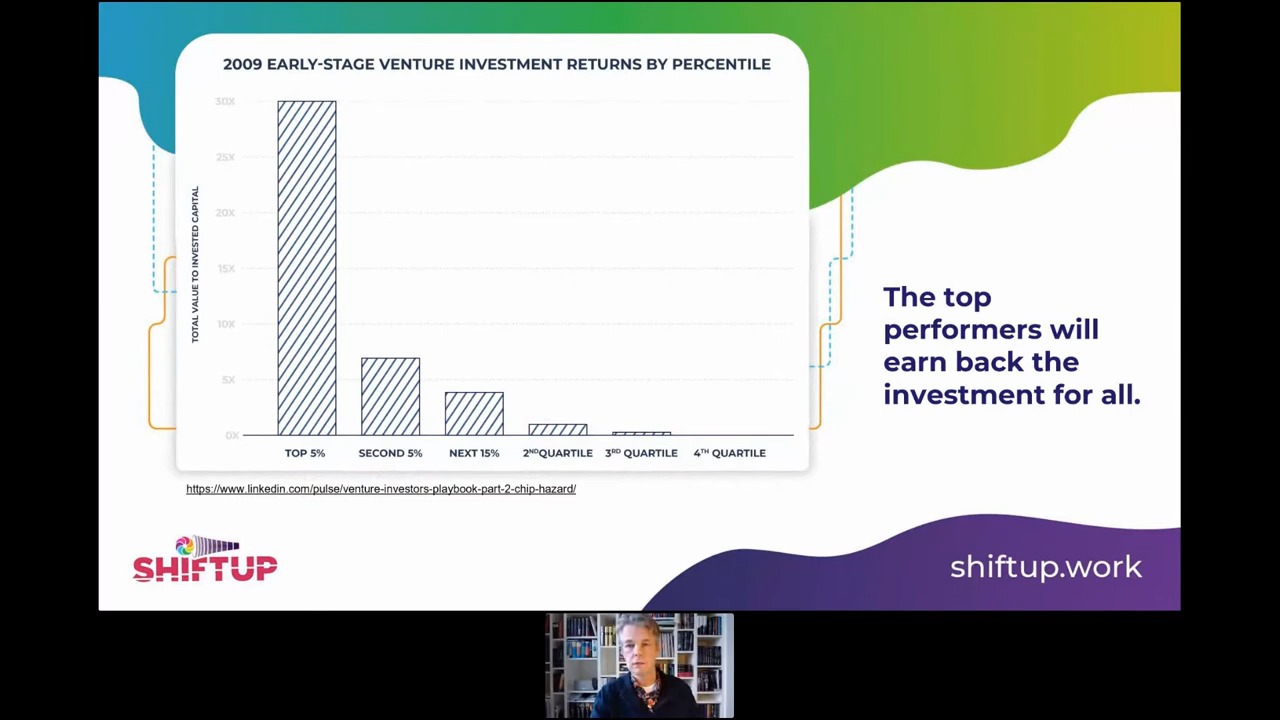 2009 EARLY-STAGE VENTURE INVESTMENT RETURNS BY PERCENTILE
TOTAL VALUE TO INVESTED CAPITAL
30X
25X
20X
15X
10X
5X
0X
TOP 5%
SECOND 5%
NEXT 15%
2ND QUARTILE
3RD QUARTILE
4TH QUARTILE
The top
performers will
earn back the
investment for all.
https://www.linkedin.com/pulse/venture-investors-playbook-part-2-chip-hazard/
SHIFTUP
shiftup.work